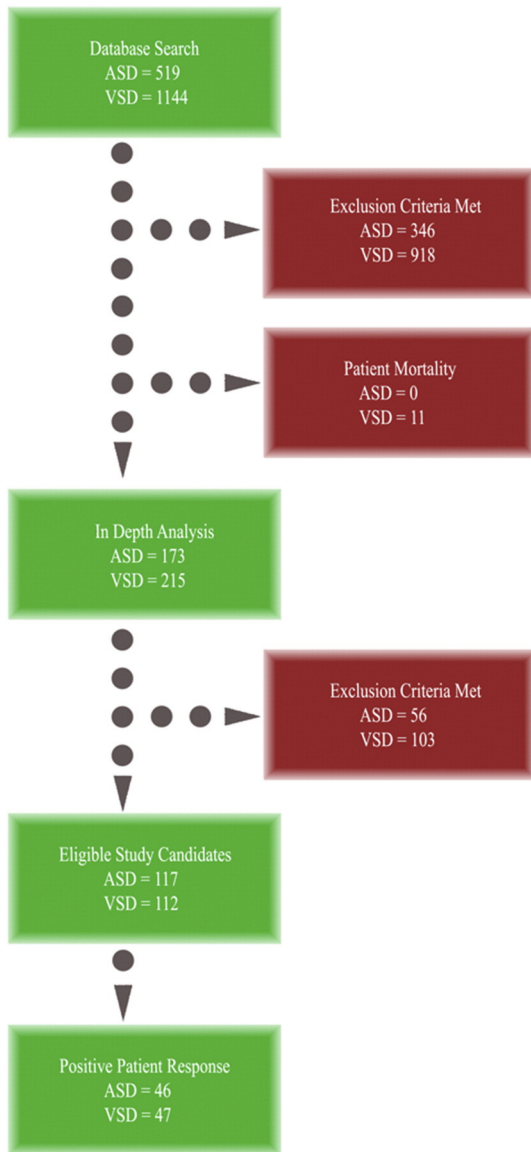 Database Search
ASD = 519
VSD = 1144
Exclusion Criteria Met
ASD = 346
VSD = 918
Patient Mortality
ASD = 0
VSD = 11
In Depth Analysis
ASD = 173
VSD = 215
Exclusion Criteria Met
ASD = 56
VSD = 103
Eligible Study Candidates
ASD = 117
VSD = 112
Positive Patient Response
ASD = 46
VSD = 47